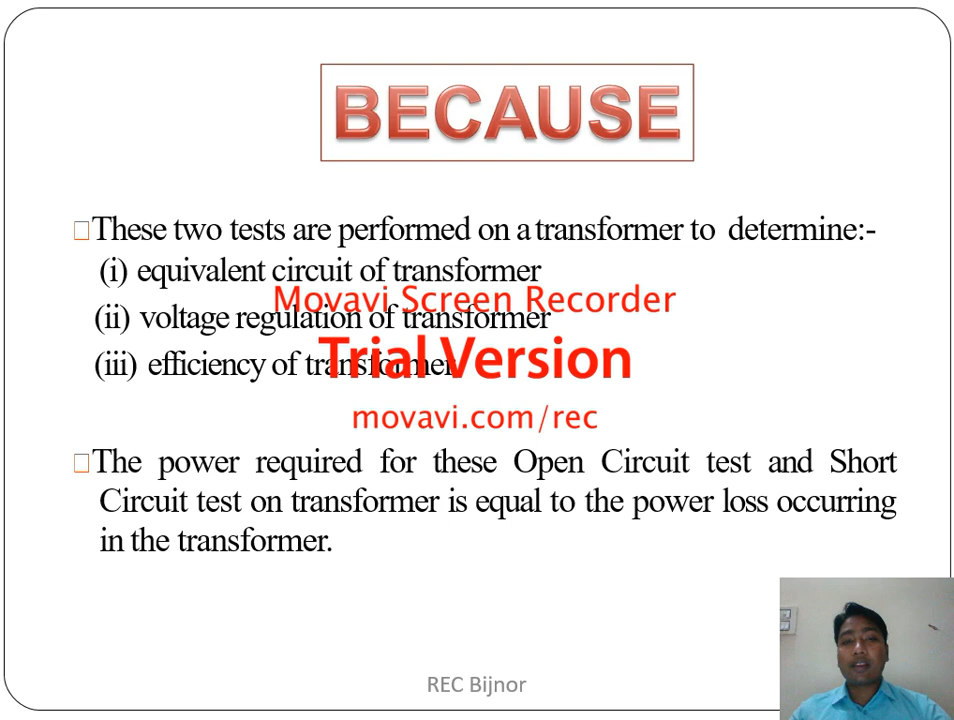 BECAUSE
These two tests are performed on a transformer to determine:-
(i) equivalent circuit of transformer
Movavi Screen Recorder
(ii) voltage regulation of transformer
(iii) efficiency of transformer
Trial Version
movavi.com/rec
The power required for these Open Circuit test and Short
Circuit test on transformer is equal to the power loss occurring
in the transformer.
REC Bijnor